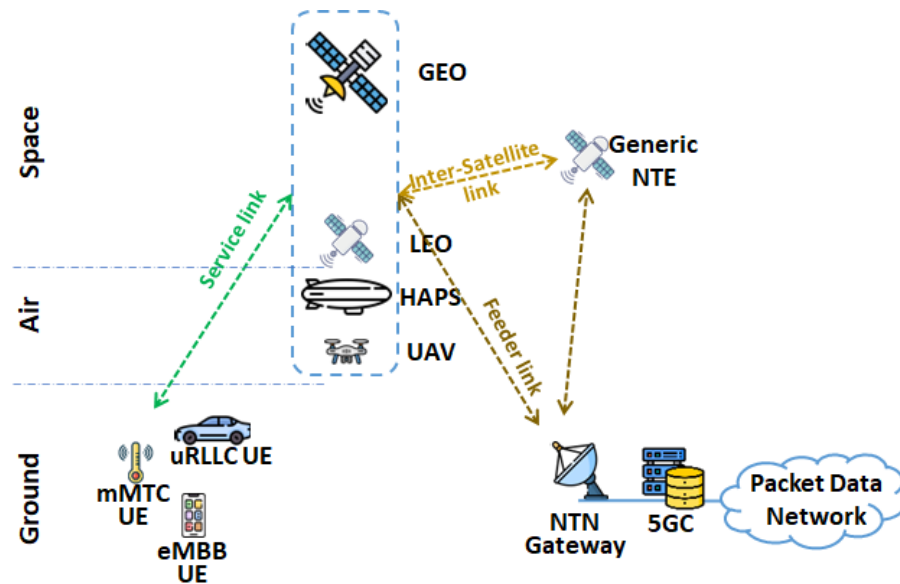 Space
Air
Ground
GEO
LEO
HAPS
UAV
Service link
Inter-Satellite
link
Feeder link
Generic
NTE
uRLLC UE
mMTC
UE
eMBB
UE
NTN
Gateway
5GC
Packet Data
Network